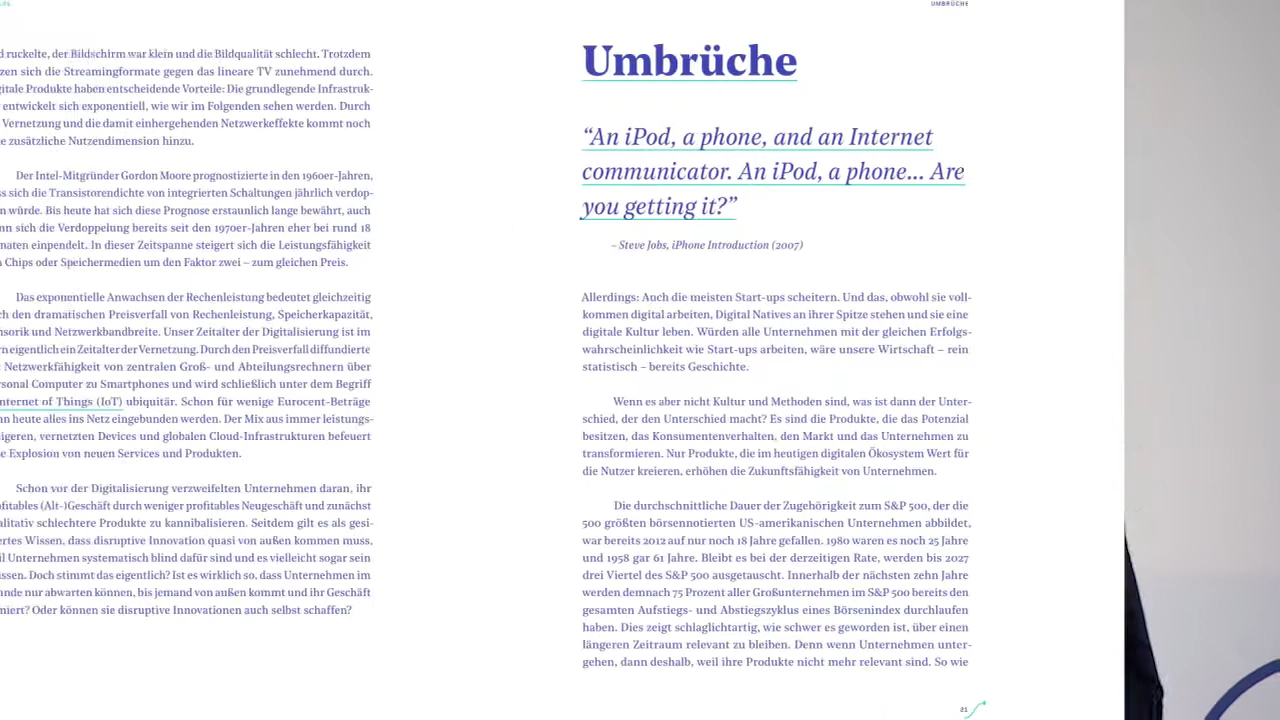 UMBRÜCHE
d ruckelte, der Bildschirm war klein und die Bildqualität schlecht. Trotzdem
zen sich die Streamingformate gegen das lineare TV zunehmend durch.
gitale Produkte haben entscheidende Vorteile: Die grundlegende Infrastruk-
entwickelt sich exponentiell, wie wir im Folgenden sehen werden. Durch
Vernetzung und die damit einhergehenden Netzwerkeffekte kommt noch
e zusätzliche Nutzendimension hinzu.
Der Intel-Mitgründer Gordon Moore prognostizierte in den 1960er-Jahren,
ss sich die Transistorendichte von integrierten Schaltungen jährlich verdop-
n würde. Bis heute hat sich diese Prognose erstaunlich lange bewährt, auch
nn sich die Verdoppelung bereits seit den 1970er-Jahren eher bei rund 18
naten einpendelt. In dieser Zeitspanne steigert sich die Leistungsfähigkeit
n Chips oder Speichermedien um den Faktor zwei – zum gleichen Preis.
Das exponentielle Anwachsen der Rechenleistung bedeutet gleichzeitig
ch den dramatischen Preisverfall von Rechenleistung, Speicherkapazität,
nsorik und Netzwerkbandbreite. Unser Zeitalter der Digitalisierung ist im
rn eigentlich ein Zeitalter der Vernetzung. Durch den Preisverfall diffundierte
Netzwerkfähigkeit von zentralen Groß- und Abteilungsrechnern über
rsonal Computer zu Smartphones und wird schließlich unter dem Begriff
nternet of Things (IoT) ubiquitär. Schon für wenige Eurocent-Beträge
nn heute alles ins Netz eingebunden werden. Der Mix aus immer leistungs-
igeren, vernetzten Devices und globalen Cloud-Infrastrukturen befeuert
e Explosion von neuen Services und Produkten.
Schon vor der Digitalisierung verzweifelten Unternehmen daran, ihr
ofitables (Alt-)Geschäft durch weniger profitables Neugeschäft und zunächst
alitativ schlechtere Produkte zu kannibalisieren. Seitdem gilt es als gesi-
ertes Wissen, dass disruptive Innovation quasi von außen kommen muss,
il Unternehmen systematisch blind dafür sind und es vielleicht sogar sein
issen. Doch stimmt das eigentlich? Ist es wirklich so, dass Unternehmen im
unde nur abwarten können, bis jemand von außen kommt und ihr Geschäft
niert? Oder können sie disruptive Innovationen auch selbst schaffen?
Umbrüche
“An iPod, a phone, and an Internet
communicator. An iPod, a phone… Are
you getting it?”
– Steve Jobs, iPhone Introduction (2007)
Allerdings: Auch die meisten Start-ups scheitern. Und das, obwohl sie voll-
kommen digital arbeiten, Digital Natives an ihrer Spitze stehen und sie eine
digitale Kultur leben. Würden alle Unternehmen mit der gleichen Erfolgs-
wahrscheinlichkeit wie Start-ups arbeiten, wäre unsere Wirtschaft – rein
statistisch – bereits Geschichte.
Wenn es aber nicht Kultur und Methoden sind, was ist dann der Unter-
schied, der den Unterschied macht? Es sind die Produkte, die das Potenzial
besitzen, das Konsumentenverhalten, den Markt und das Unternehmen zu
transformieren. Nur Produkte, die im heutigen digitalen Ökosystem Wert für
die Nutzer kreieren, erhöhen die Zukunftsfähigkeit von Unternehmen.
Die durchschnittliche Dauer der Zugehörigkeit zum S&P 500, der die
500 größten börsennotierten US-amerikanischen Unternehmen abbildet,
war bereits 2012 auf nur noch 18 Jahre gefallen. 1980 waren es noch 25 Jahre
und 1958 gar 61 Jahre. Bleibt es bei der derzeitigen Rate, werden bis 2027
drei Viertel des S&P 500 ausgetauscht. Innerhalb der nächsten zehn Jahre
werden demnach 75 Prozent aller Großunternehmen im S&P 500 bereits den
gesamten Aufstiegs- und Abstiegszyklus eines Börsenindex durchlaufen
haben. Dies zeigt schlaglichtartig, wie schwer es geworden ist, über einen
längeren Zeitraum relevant zu bleiben. Denn wenn Unternehmen unter-
gehen, dann deshalb, weil ihre Produkte nicht mehr relevant sind. So wie
21